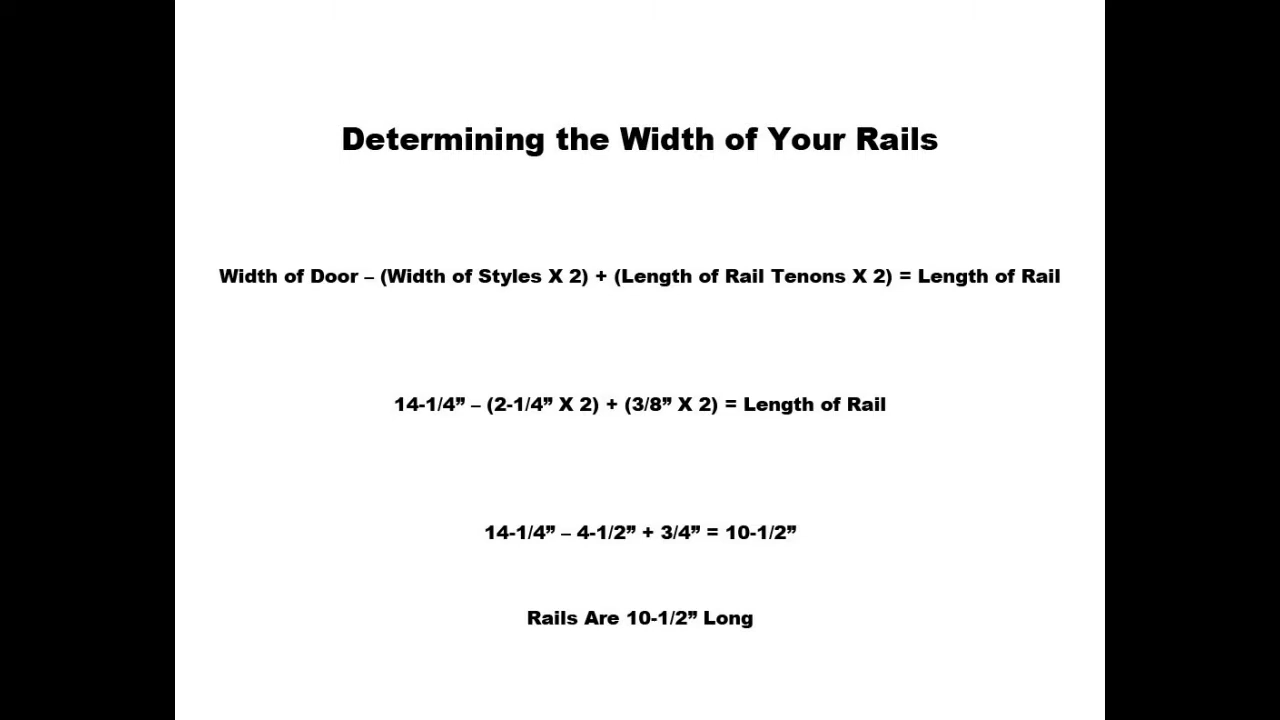 Determining the Width of Your Rails
Width of Door – (Width of Styles X 2) + (Length of Rail Tenons X 2) = Length of Rail
14-1/4” – (2-1/4” X 2) + (3/8” X 2) = Length of Rail
14-1/4” – 4-1/2” + 3/4” = 10-1/2”
Rails Are 10-1/2” Long